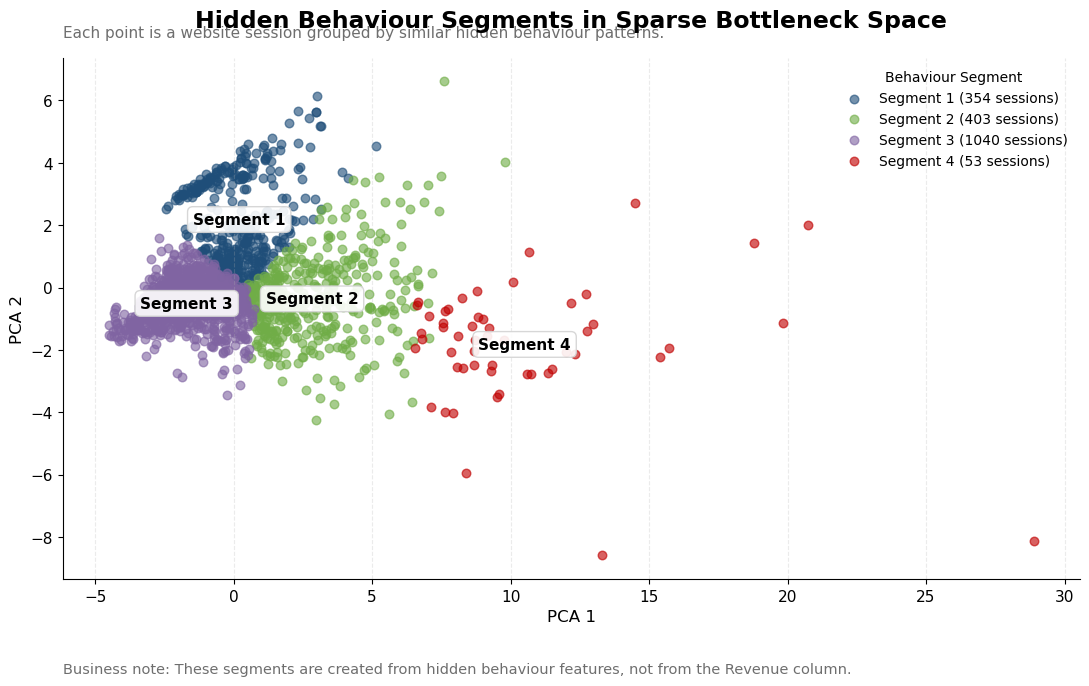 Hidden Behaviour Segments in Sparse Bottleneck Space
Each point is a website session grouped by similar hidden behaviour patterns.
Behaviour Segment
Segment 1 (354 sessions)
Segment 2 (403 sessions)
Segment 3 (1040 sessions)
Segment 4 (53 sessions)
PCA 2
6
4
2
0
−2
−4
−6
−8
Segment 1
Segment 2
Segment 3
Segment 4
−5
0
5
10
15
20
25
30
PCA 1
Business note: These segments are created from hidden behaviour features, not from the Revenue column.